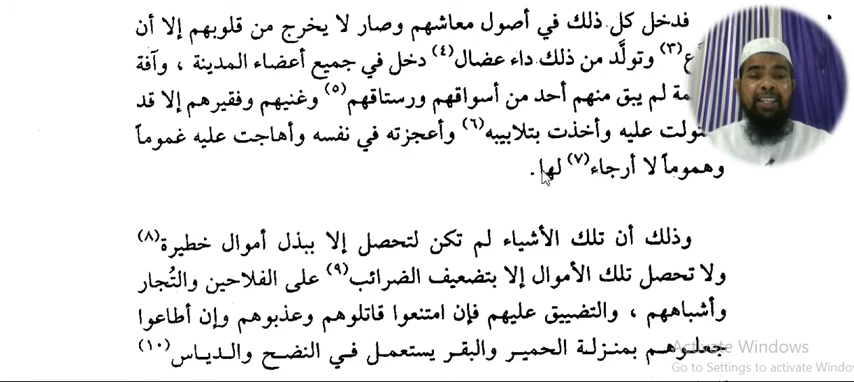 فدخل كل ذلك في أصول معاشهم وصار لا يخرج من قلوبهم إلا أن
ع(٣) وتولَّد من ذلك داء عضال(٤) دخل في جميع أعضاء المدينة ، وآفة
مة لم يبق منهم أحد من أسواقهم ورستاقهم(٥) وغنيهم وفقيرهم إلا قد
تولت عليه وأخذت بتلابيبه(٦) وأعجزته في نفسه وأهاجت عليه غموماً
وهموماً لا أرجاء(٧) لها .
وذلك أن تلك الأشياء لم تكن لتحصل إلا ببذل أموال خطيرة(٨)
ولا تحصل تلك الأموال إلا بتضعيف الضرائب(٩) على الفلاحين والتُجار
وأشباههم ، والتضييق عليهم فإن امتنعوا قاتلوهم وعذبوهم وإن أطاعوا
جعلوهم بمنزلة الحمير والبقر يستعمل في النضح والدياس(١٠)
Activate Windows
Go to Settings to activate Windo